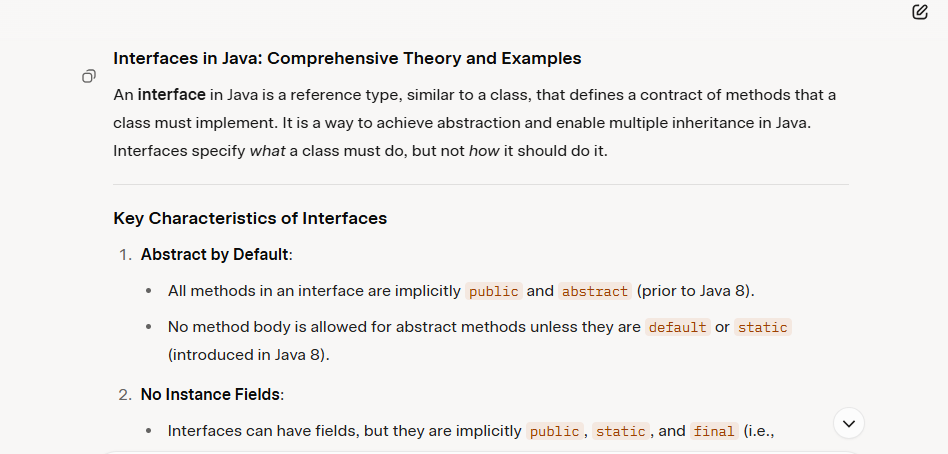 Interfaces in Java: Comprehensive Theory and Examples
An interface in Java is a reference type, similar to a class, that defines a contract of methods that a
class must implement. It is a way to achieve abstraction and enable multiple inheritance in Java.
Interfaces specify what a class must do, but not how it should do it.
Key Characteristics of Interfaces
1. Abstract by Default:
• All methods in an interface are implicitly public and abstract (prior to Java 8).
• No method body is allowed for abstract methods unless they are default or static
(introduced in Java 8).
2. No Instance Fields:
• Interfaces can have fields, but they are implicitly public, static, and final (i.e.,